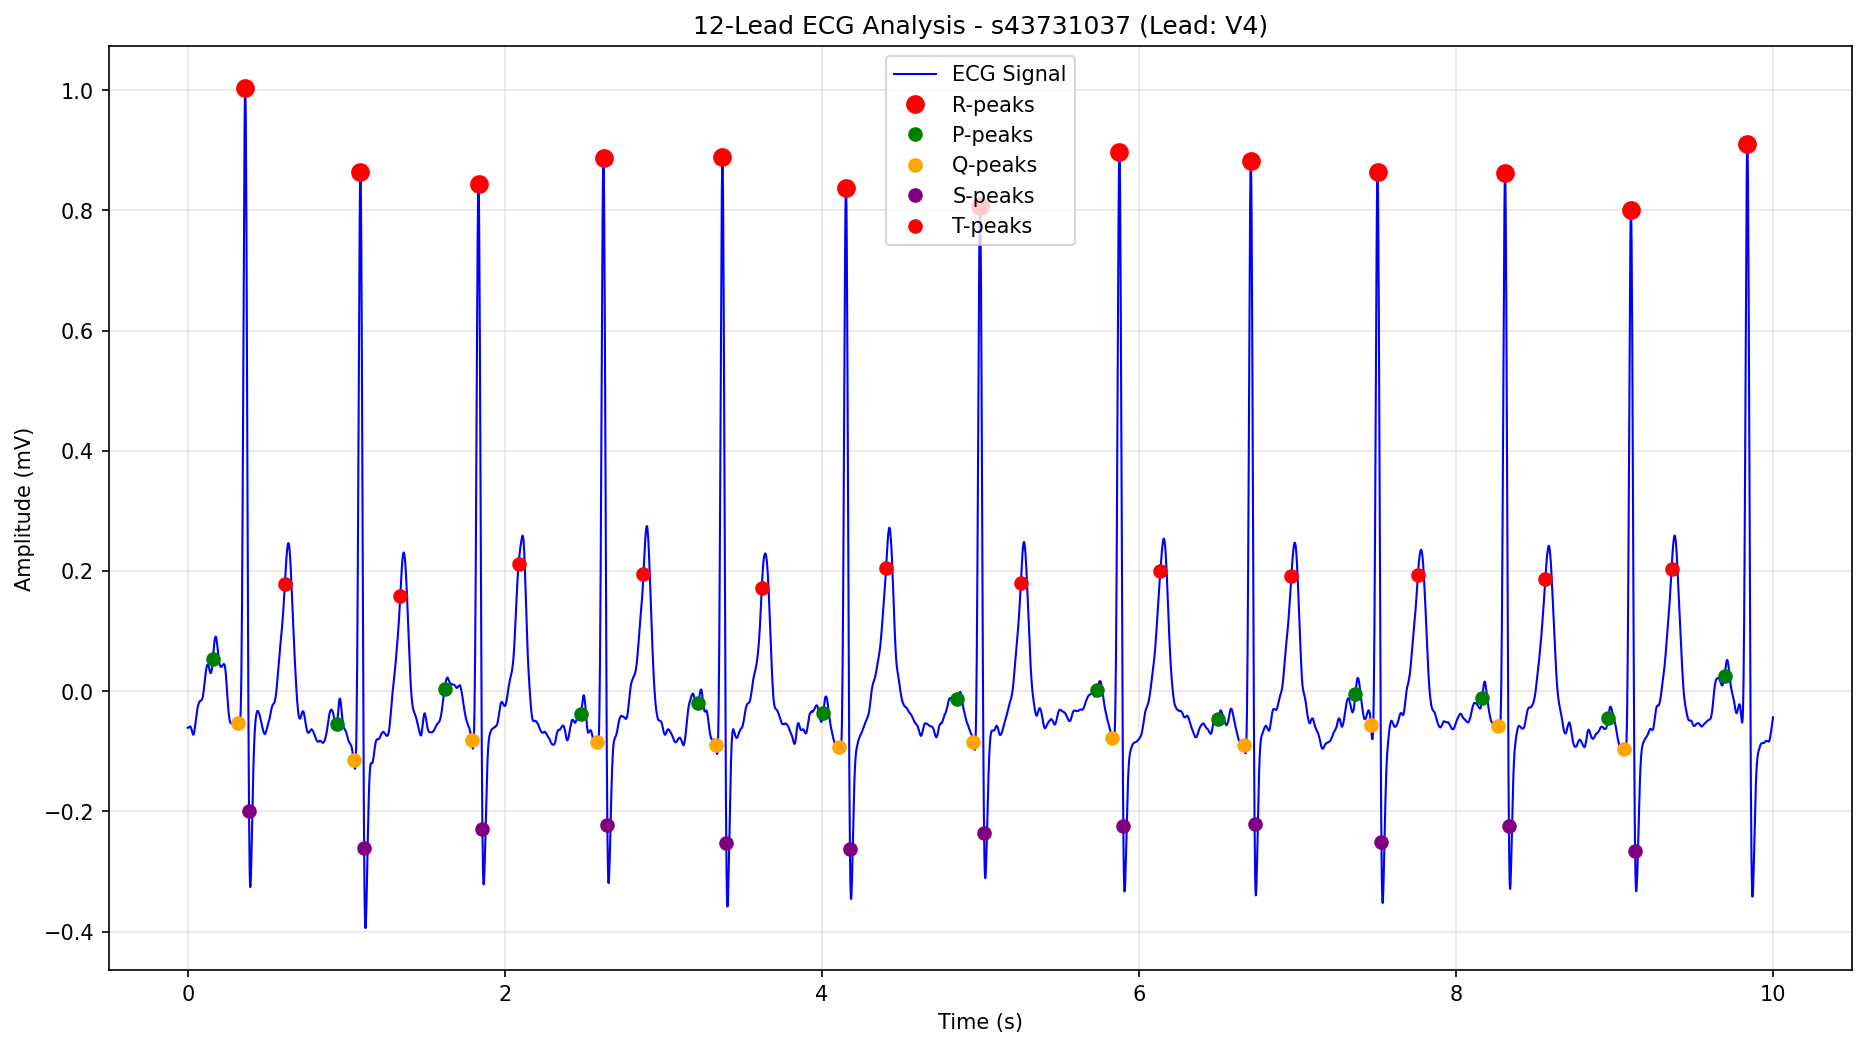 12-Lead ECG Analysis - s43731037 (Lead: V4)
ECG Signal
R-peaks
P-peaks
Q-peaks
S-peaks
T-peaks
Amplitude (mV)
1.0
0.8
0.6
0.4
0.2
0.0
−0.2
−0.4
0 2 4 6 8 10
Time (s)